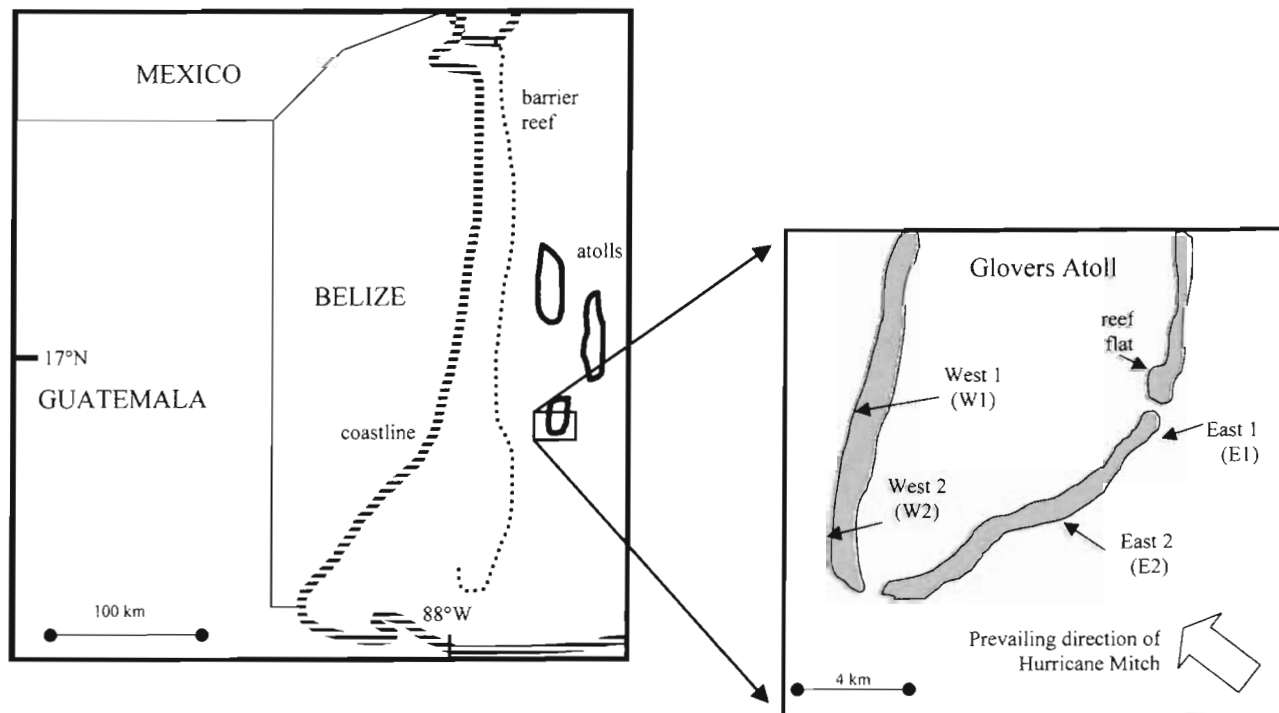 MEXICO
barrier
reef
atolls
BELIZE
17°N
GUATEMALA
coastline
88°W
100 km
Glovers Atoll
reef
flat
West 1
(W1)
East 1
(E1)
West 2
(W2)
East 2
(E2)
Prevailing direction of
Hurricane Mitch
4 km